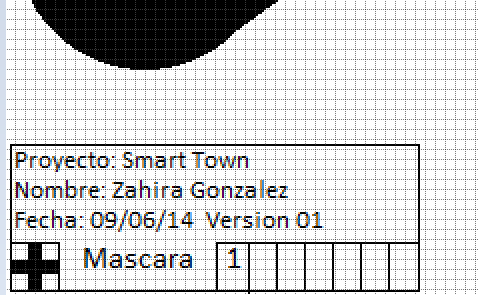 Proyecto: Smart Town
Nombre: Zahira Gonzalez
Fecha: 09/06/14 Version 01
Mascara 1